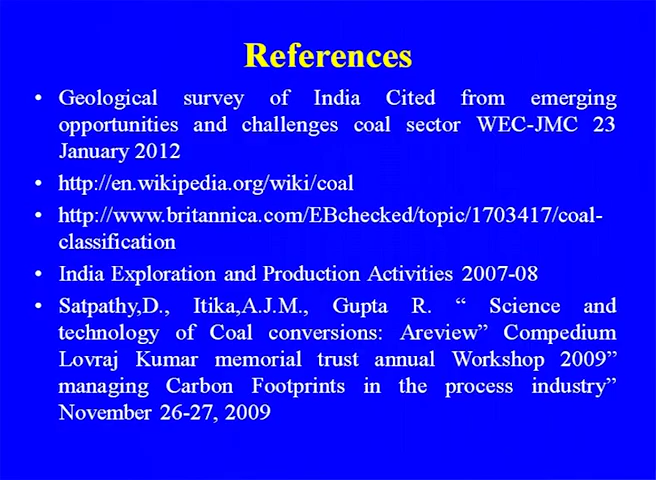 References
• Geological survey of India Cited from emerging
opportunities and challenges coal sector WEC-JMC 23
January 2012
• http://en.wikipedia.org/wiki/coal
• http://www.britannica.com/EBchecked/topic/1703417/coal-
classification
• India Exploration and Production Activities 2007-08
• Satpathy,D., Itika,A.J.M., Gupta R. “ Science and
technology of Coal conversions: Areview” Compedium
Lovraj Kumar memorial trust annual Workshop 2009”
managing Carbon Footprints in the process industry”
November 26-27, 2009